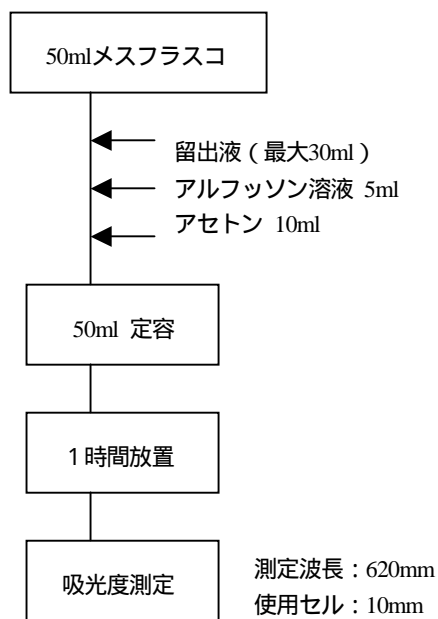 50mlメスフラスコ
留出液(最大30ml)
アルフッソン溶液 5ml
アセトン 10ml
50ml 定容
1時間放置
吸光度測定
測定波長:620mm
使用セル:10mm